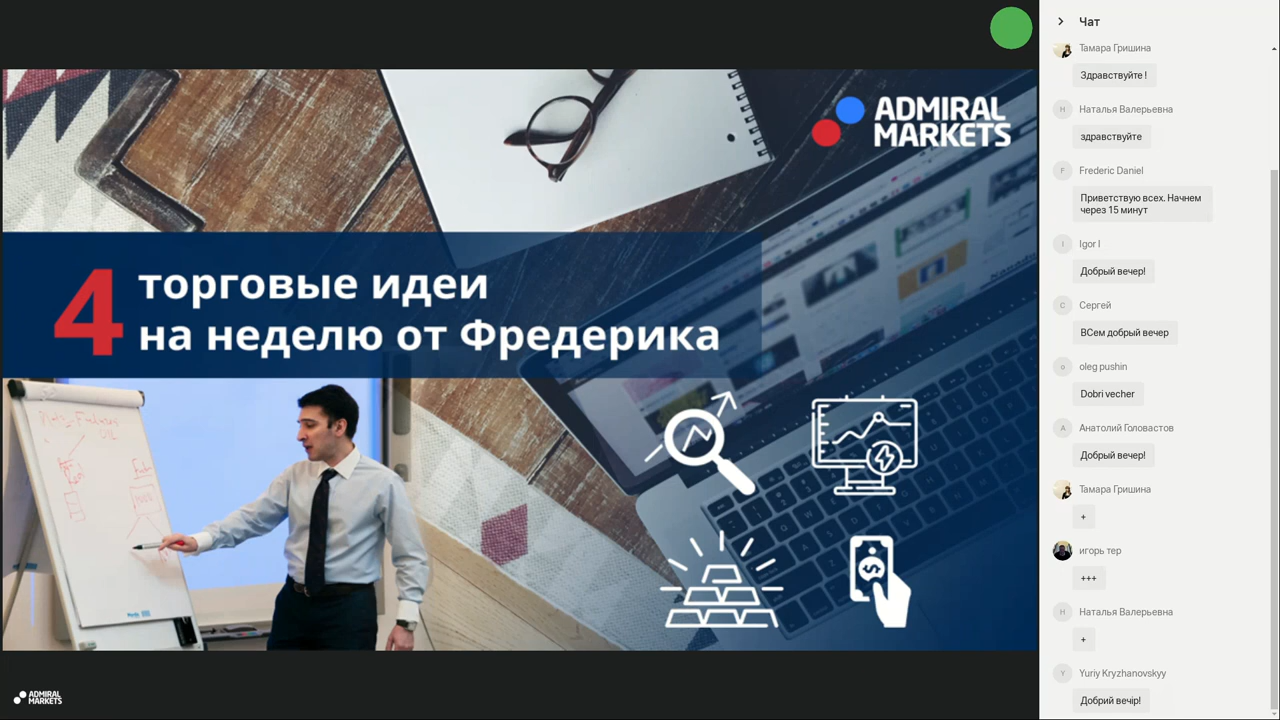 ADMIRAL
MARKETS
4 торговые идеи
на неделю от Фредерика
ADMIRAL
MARKETS
Чат
Тамара Гришина
Здравствуйте !
Наталья Валерьевна
здравствуйте
Frederic Daniel
Приветствую всех. Начнем
через 15 минут
Igor I
Добрый вечер!
Сергей
ВСем добрый вечер
oleg pushin
Dobri vecher
Анатолий Головастов
Добрый вечер!
Тамара Гришина
+
игорь тер
+++
Наталья Валерьевна
+
Yuriy Kryzhanovskyy
Добрий вечір!